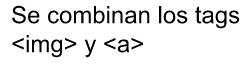 Se combinan los tags
<img> y <a>